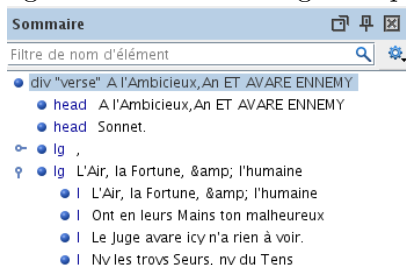 Sommaire
Filtre de nom d'élément
div "verse" A l'Ambicieux,An ET AVARE ENNEMY
head A l'Ambicieux,An ET AVARE ENNEMY
head Sonnet.
lg ,
lg L'Air, la Fortune, &amp; l'humaine
l L'Air, la Fortune, &amp; l'humaine
l Ont en leurs Mains ton malheureux
l Le Juge avare icy n'a rien à voir.
l Ny les troys Seurs, ny du Tens